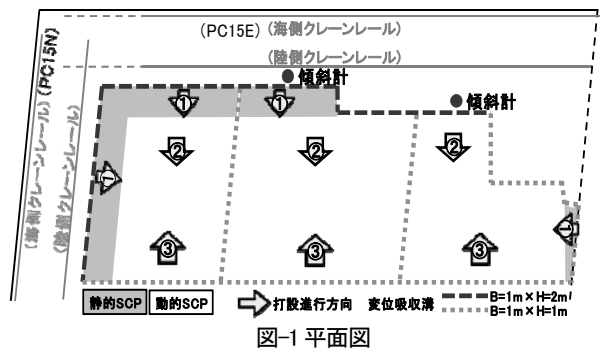 (PC15E) (海側クレーンレール)
(陸側クレーンレール)
(海側クレーンレール) (PC15N)
(陸側クレーンレール)
●傾斜計
●傾斜計
① ①
② ② ②
① ①
③ ③ ③
静的SCP 動的SCP 打設進行方向 変位吸収溝 B=1m×H=2m
B=1m×H=1m
図-1 平面図